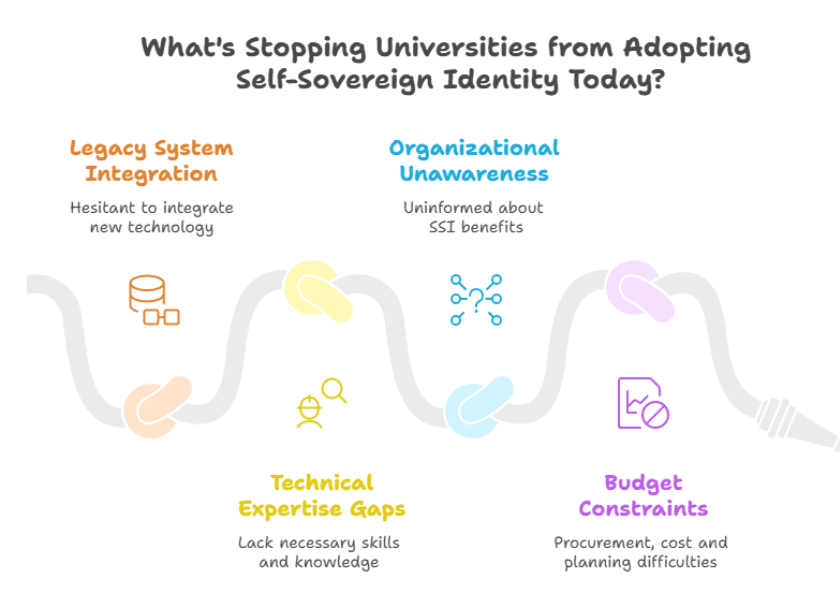 What's Stopping Universities from Adopting
Self-Sovereign Identity Today?
Legacy System
Integration
Hesitant to integrate
new technology
Organizational
Unawareness
Uninformed about
SSI benefits
?
Technical
Expertise Gaps
Lack necessary skills
and knowledge
Budget
Constraints
Procurement, cost and
planning difficulties